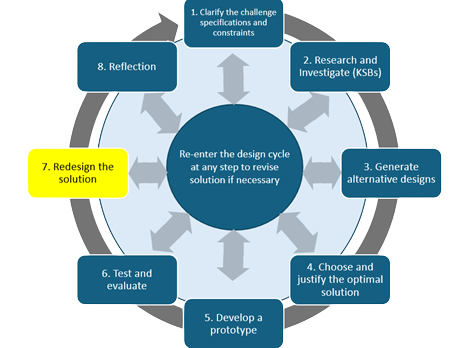 1. Clarify the challenge
specifications and
constraints
2. Research and
Investigate (KSBs)
3. Generate
alternative designs
4. Choose and
justify the optimal
solution
5. Develop a
prototype
6. Test and
evaluate
7. Redesign the
solution
8. Reflection
Re-enter the design cycle
at any step to revise
solution if necessary